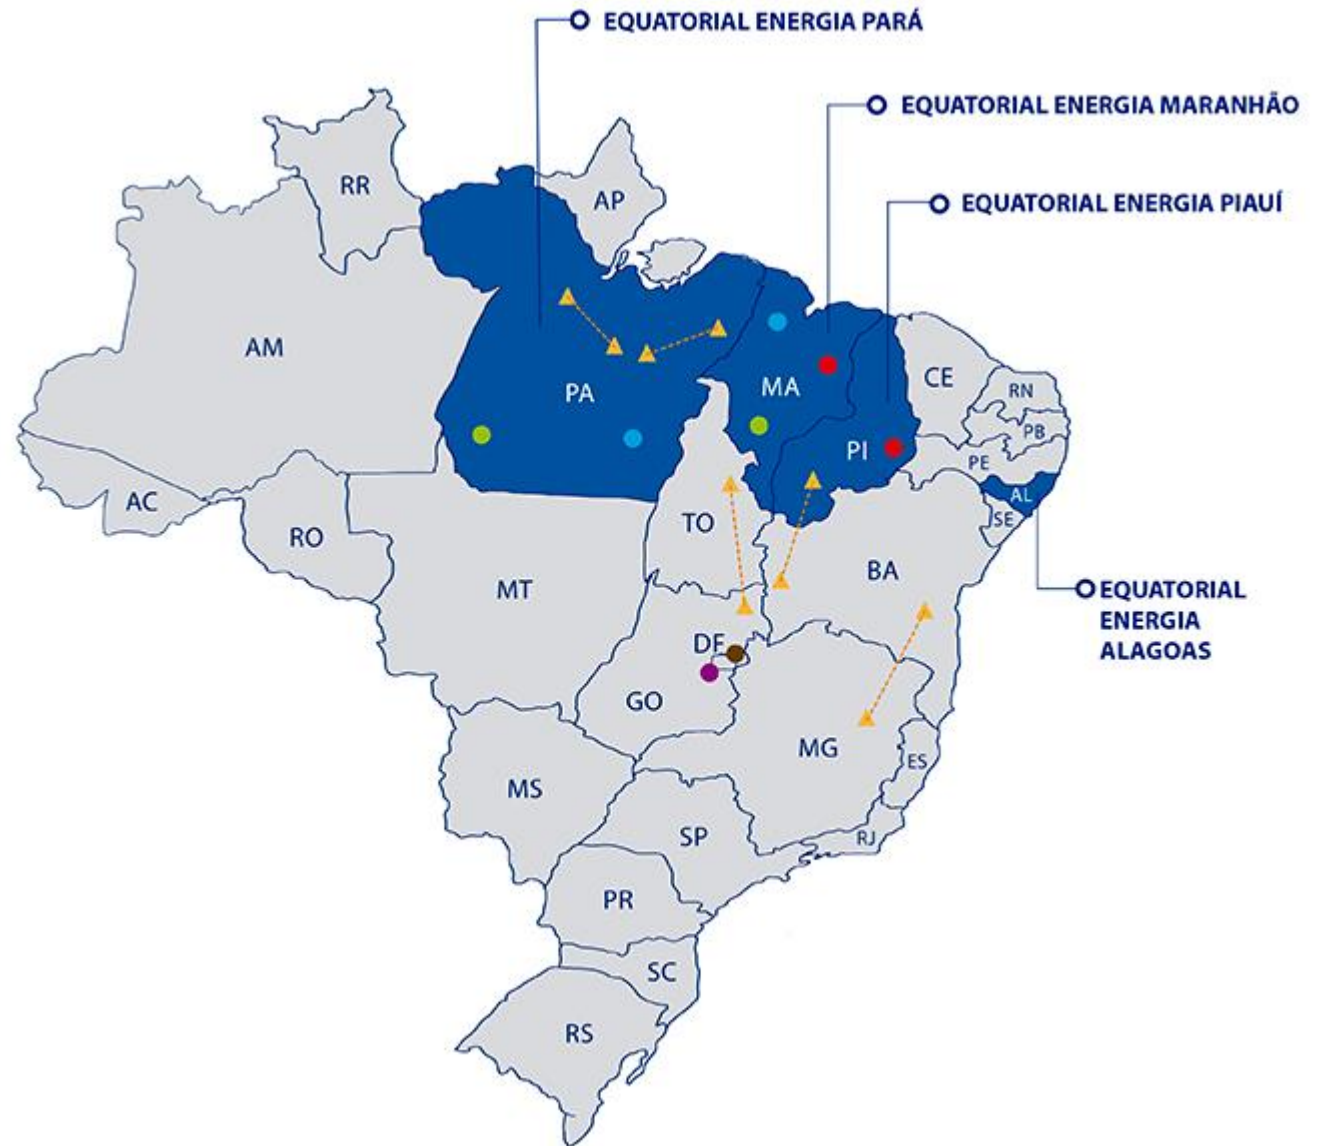 EQUATORIAL ENERGIA PARÁ
EQUATORIAL ENERGIA MARANHÃO
RR
AP
EQUATORIAL ENERGIA PIAUÍ
AM
PA
MA
CE
RN
PB
PI
PE
AL
SE
AC
RO
TO
MT
BA
EQUATORIAL
ENERGIA
ALAGOAS
DF
GO
MG
ES
MS
SP
RJ
PR
SC
RS